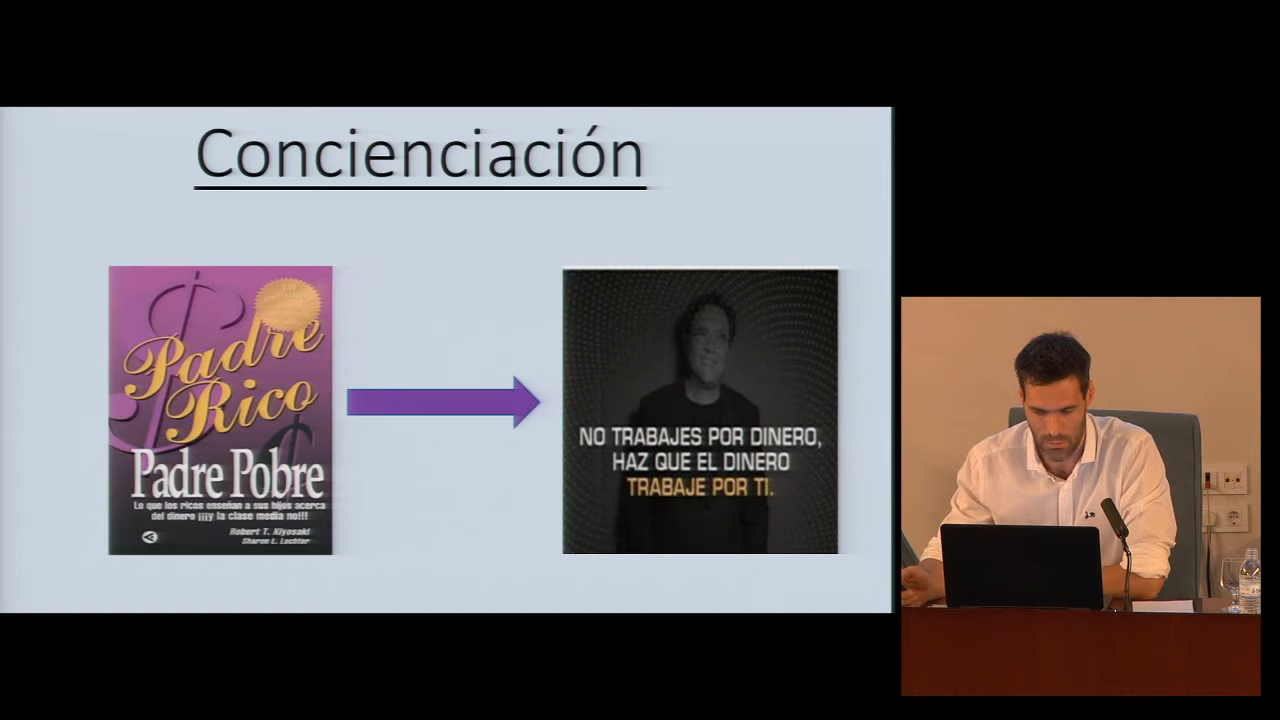 Concienciación
Padre
Rico
Padre Pobre
Lo que los ricos enseñan a sus hijos acerca
del dinero ¡¡¡y la clase media no!!!
Robert T. Kiyosaki
Sharon L. Lechter
NO TRABAJES POR DINERO,
HAZ QUE EL DINERO
TRABAJE POR TI.